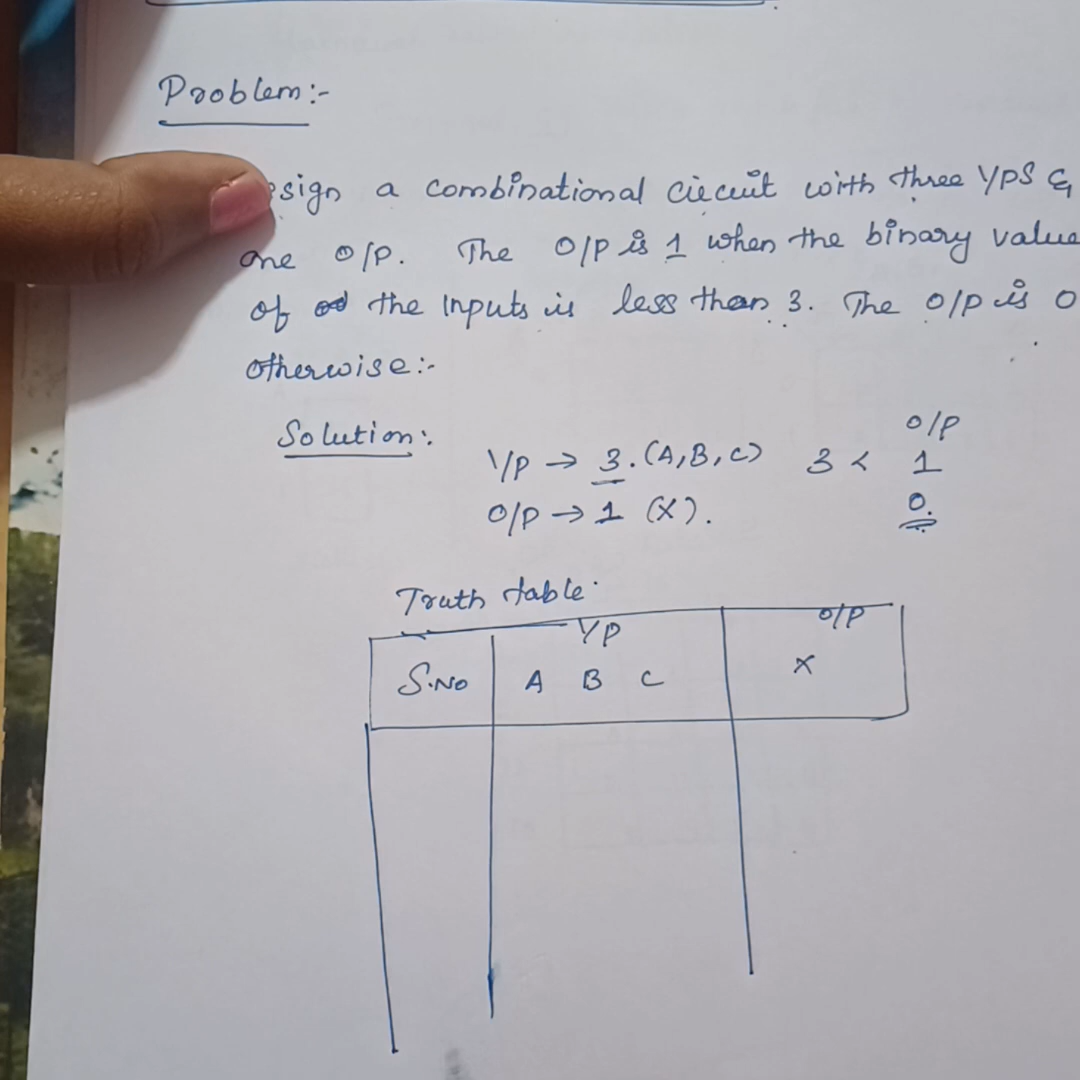 Problem:-
esign a combinational circuit with three I/PS &
one O/P. The O/P is 1 when the binary value
of the Inputs is less than 3. The O/P is 0
otherwise:-
Solution:
O/P
I/P → 3. (A, B, C) 3 < 1
O/P → 1 (X). 0.
Truth table
I/P O/P
S.No A B C X